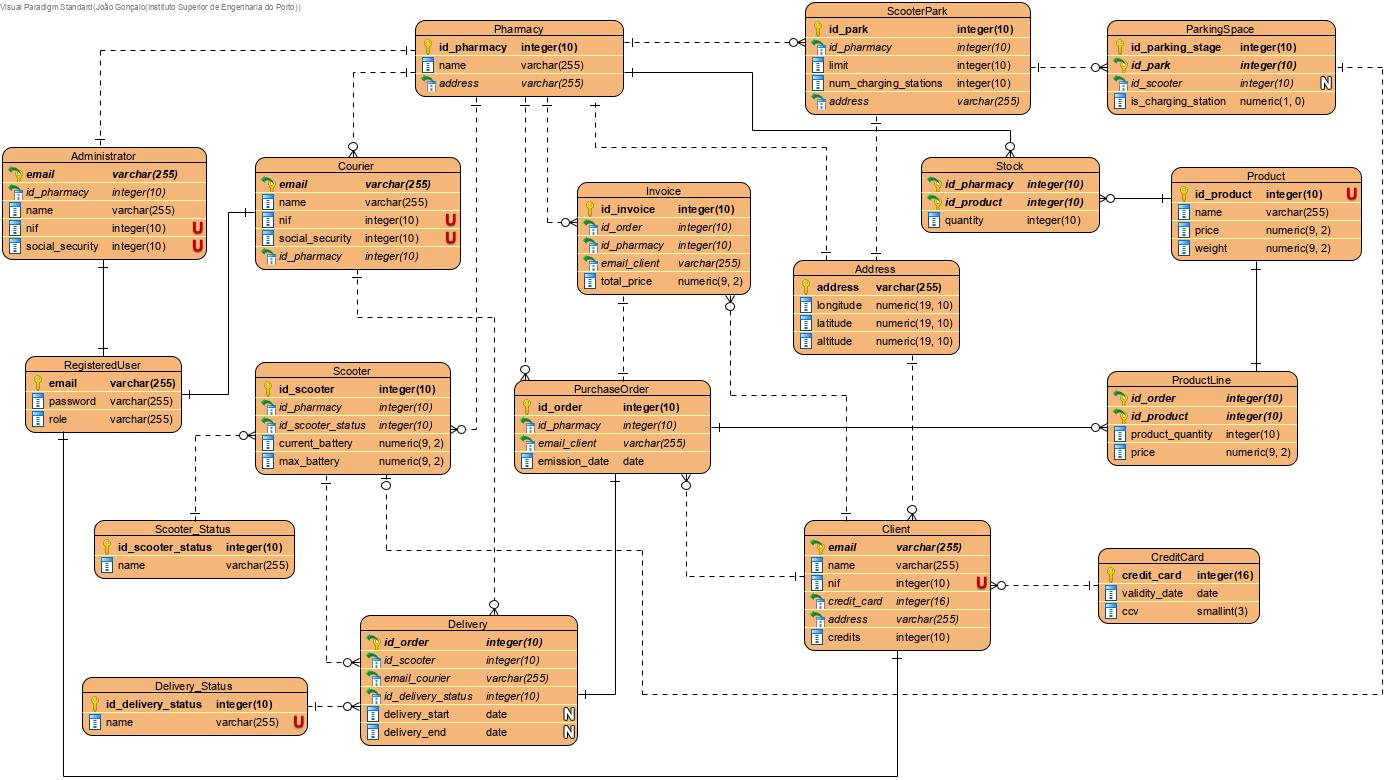 Visual Paradigm Standard(João Gonçalo(Instituto Superior de Engenharia do Porto))
Pharmacy
id_pharmacy integer(10)
name varchar(255)
address varchar(255)
ScooterPark
id_park integer(10)
id_pharmacy integer(10)
limit integer(10)
num_charging_stations integer(10)
address varchar(255)
ParkingSpace
id_parking_stage integer(10)
id_park integer(10)
id_scooter integer(10) N
is_charging_station numeric(1, 0)
Administrator
email varchar(255)
id_pharmacy integer(10)
name varchar(255)
nif integer(10) U
social_security integer(10) U
Courier
email varchar(255)
name varchar(255)
nif integer(10) U
social_security integer(10) U
id_pharmacy integer(10)
Invoice
id_invoice integer(10)
id_order integer(10)
id_pharmacy integer(10)
email_client varchar(255)
total_price numeric(9, 2)
Stock
id_pharmacy integer(10)
id_product integer(10)
quantity integer(10)
Product
id_product integer(10) U
name varchar(255)
price numeric(9, 2)
weight numeric(9, 2)
Address
address varchar(255)
longitude numeric(19, 10)
latitude numeric(19, 10)
altitude numeric(19, 10)
RegisteredUser
email varchar(255)
password varchar(255)
role varchar(255)
Scooter
id_scooter integer(10)
id_pharmacy integer(10)
id_scooter_status integer(10)
current_battery numeric(9, 2)
max_battery numeric(9, 2)
PurchaseOrder
id_order integer(10)
id_pharmacy integer(10)
email_client varchar(255)
emission_date date
ProductLine
id_order integer(10)
id_product integer(10)
product_quantity integer(10)
price numeric(9, 2)
Scooter_Status
id_scooter_status integer(10)
name varchar(255)
Client
email varchar(255)
name varchar(255)
nif integer(10) U
credit_card integer(16)
address varchar(255)
credits integer(10)
CreditCard
credit_card integer(16)
validity_date date
ccv smallint(3)
Delivery
id_order integer(10)
id_scooter integer(10)
email_courier varchar(255)
id_delivery_status integer(10)
delivery_start date N
delivery_end date N
Delivery_Status
id_delivery_status integer(10)
name varchar(255) U